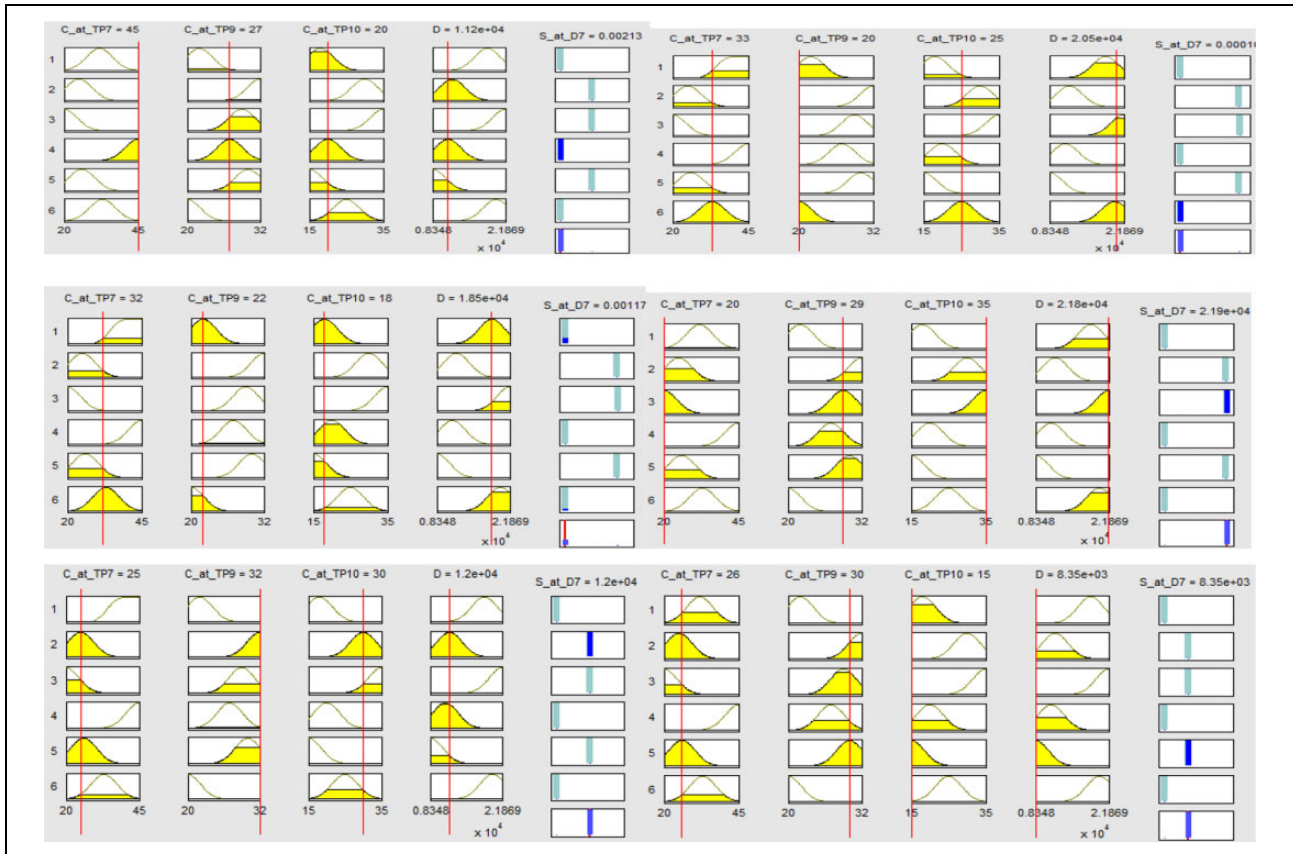 C_at_TP7 = 45 C_at_TP9 = 27 C_at_TP10 = 20 D = 1.12e+04 S_at_D7 = 0.00213
1
2
3
4
5
6
20 45 20 32 15 35 0.8348 2.1869
x 10^4
C_at_TP7 = 33 C_at_TP9 = 20 C_at_TP10 = 25 D = 2.05e+04
1
2
3
4
5
6
20 45 20 32 15 35 0.8348 2.1869
x 10^4
C_at_TP7 = 32 C_at_TP9 = 22 C_at_TP10 = 18 D = 1.85e+04 S_at_D7 = 0.00117
1
2
3
4
5
6
20 45 20 32 15 35 0.8348 2.1869
x 10^4
C_at_TP7 = 20 C_at_TP9 = 29 C_at_TP10 = 35 D = 2.18e+04 S_at_D7 = 2.19e+04
1
2
3
4
5
6
20 45 20 32 15 35 0.8348 2.1869
x 10^4
C_at_TP7 = 25 C_at_TP9 = 32 C_at_TP10 = 30 D = 1.2e+04 S_at_D7 = 1.2e+04
1
2
3
4
5
6
20 45 20 32 15 35 0.8348 2.1869
x 10^4
C_at_TP7 = 26 C_at_TP9 = 30 C_at_TP10 = 15 D = 8.35e+03 S_at_D7 = 8.35e+03
1
2
3
4
5
6
20 45 20 32 15 35 0.8348 2.1869
x 10^4